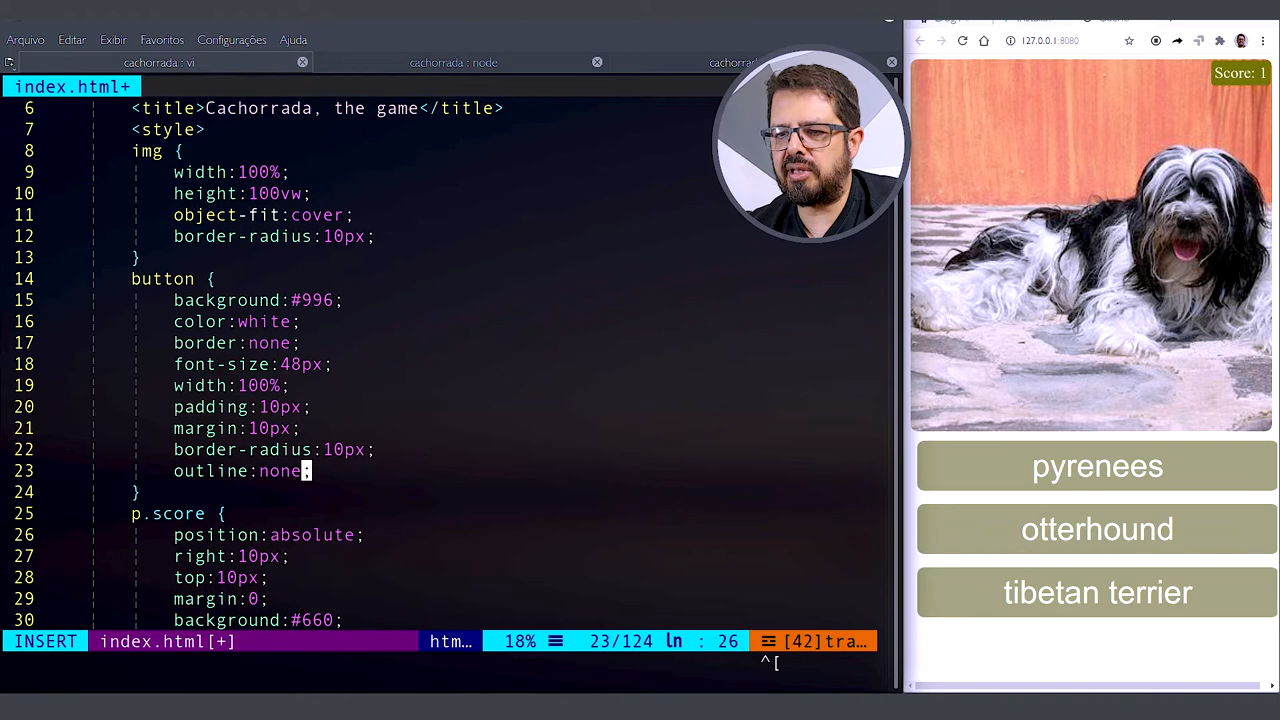 Arquivo Editar Exibir Favoritos Configurações Ajuda
cachorrada : vi
cachorrada : node
127.0.0.1:8080
index.html+
Score: 1
6 <title>Cachorrada, the game</title>
7 <style>
8 img {
9 width:100%;
10 height:100vw;
11 object-fit:cover;
12 border-radius:10px;
13 }
14 button {
15 background:#996;
16 color:white;
17 border:none;
18 font-size:48px;
19 width:100%;
20 padding:10px;
21 margin:10px;
22 border-radius:10px;
23 outline:none;
24 }
25 p.score {
26 position:absolute;
27 right:10px;
28 top:10px;
29 margin:0;
30 background:#660;
pyrenees
otterhound
tibetan terrier
INSERT index.html[+] htm… 18% 23/124 ln : 26 [42]tra…
^[